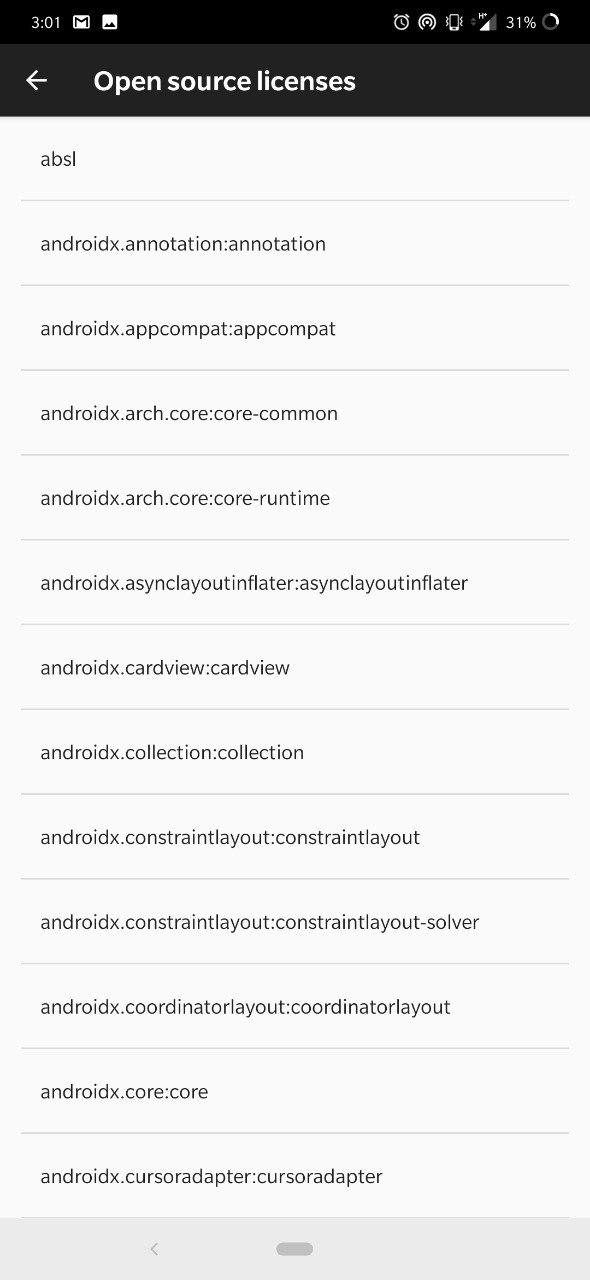 3:01
H+
31%
Open source licenses
absl
androidx.annotation:annotation
androidx.appcompat:appcompat
androidx.arch.core:core-common
androidx.arch.core:core-runtime
androidx.asynclayoutinflater:asynclayoutinflater
androidx.cardview:cardview
androidx.collection:collection
androidx.constraintlayout:constraintlayout
androidx.constraintlayout:constraintlayout-solver
androidx.coordinatorlayout:coordinatorlayout
androidx.core:core
androidx.cursoradapter:cursoradapter